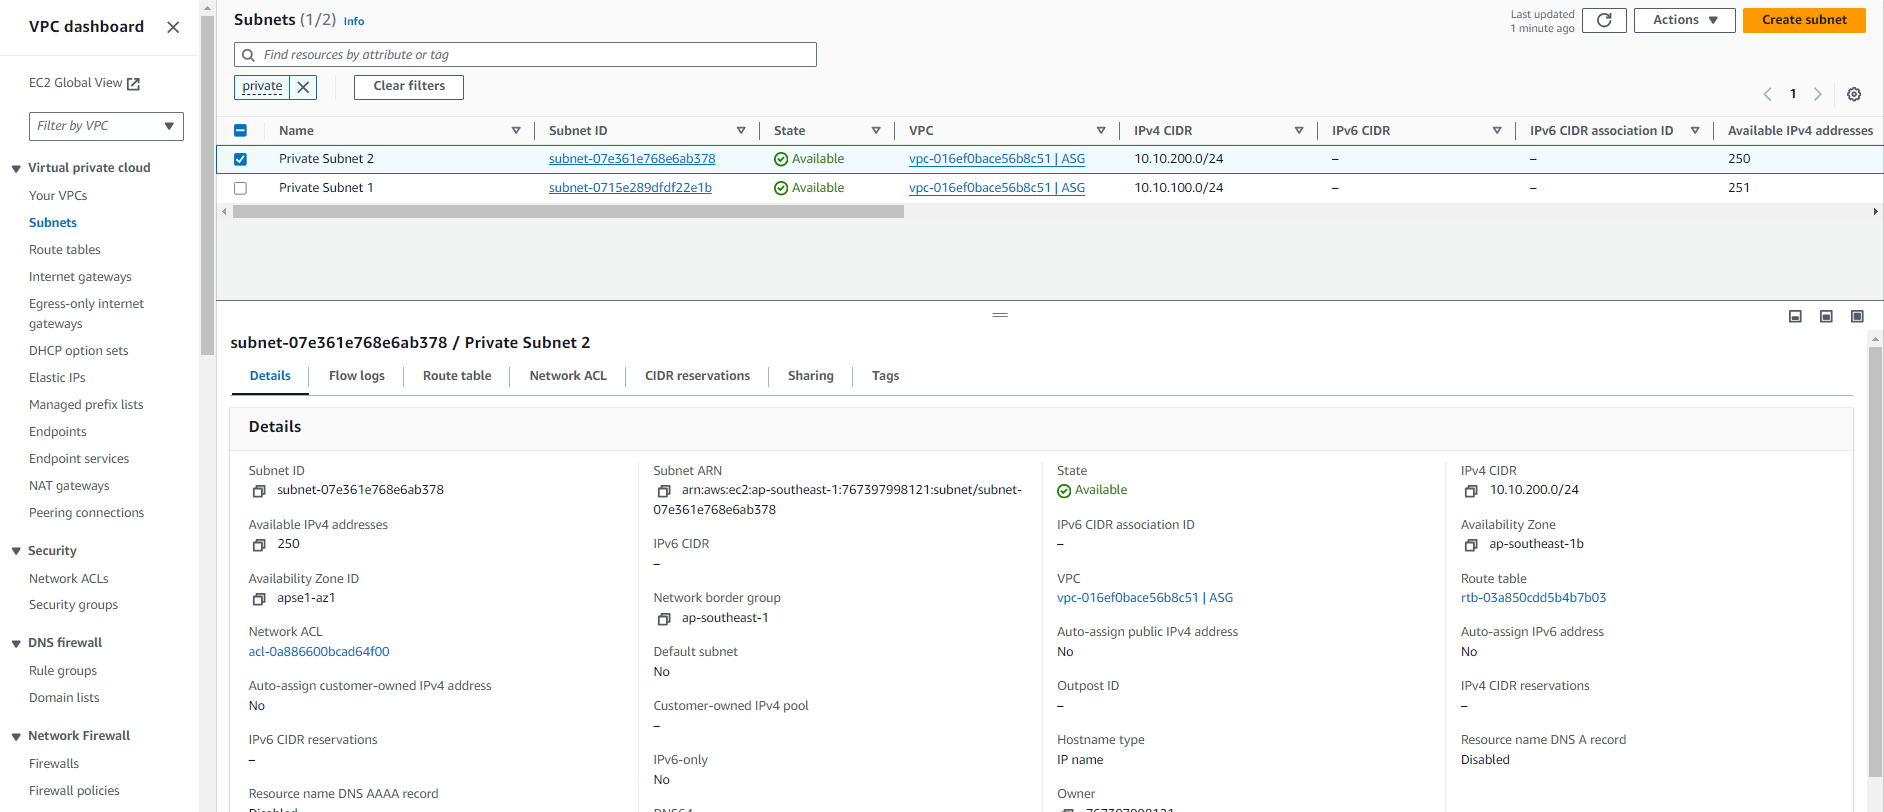 VPC dashboard
EC2 Global View
Filter by VPC
Virtual private cloud
Your VPCs
Subnets
Route tables
Internet gateways
Egress-only internet
gateways
DHCP option sets
Elastic IPs
Managed prefix lists
Endpoints
Endpoint services
NAT gateways
Peering connections
Security
Network ACLs
Security groups
DNS firewall
Rule groups
Domain lists
Network Firewall
Firewalls
Firewall policies
Subnets (1/2) Info
Last updated
1 minute ago
Actions
Create subnet
Find resources by attribute or tag
private
Clear filters
1
Name Subnet ID State VPC IPv4 CIDR IPv6 CIDR IPv6 CIDR association ID Available IPv4 addresses
Private Subnet 2 subnet-07e361e768e6ab378 Available vpc-016ef0bace56b8c51 | ASG 10.10.200.0/24 – – 250
Private Subnet 1 subnet-0715e289dfdf22e1b Available vpc-016ef0bace56b8c51 | ASG 10.10.100.0/24 – – 251
subnet-07e361e768e6ab378 / Private Subnet 2
Details Flow logs Route table Network ACL CIDR reservations Sharing Tags
Details
Subnet ID
subnet-07e361e768e6ab378
Available IPv4 addresses
250
Availability Zone ID
apse1-az1
Network ACL
acl-0a886600bcad64f00
Auto-assign customer-owned IPv4 address
No
IPv6 CIDR reservations
–
Resource name DNS AAAA record
Disabled
Subnet ARN
arn:aws:ec2:ap-southeast-1:767397998121:subnet/subnet-
07e361e768e6ab378
IPv6 CIDR
–
Network border group
ap-southeast-1
Default subnet
No
Customer-owned IPv4 pool
–
IPv6-only
No
DNS64
State
Available
IPv6 CIDR association ID
–
VPC
vpc-016ef0bace56b8c51 | ASG
Auto-assign public IPv4 address
No
Outpost ID
–
Hostname type
IP name
Owner
767397998121
IPv4 CIDR
10.10.200.0/24
Availability Zone
ap-southeast-1b
Route table
rtb-03a850cdd5b4b7b03
Auto-assign IPv6 address
No
IPv4 CIDR reservations
–
Resource name DNS A record
Disabled